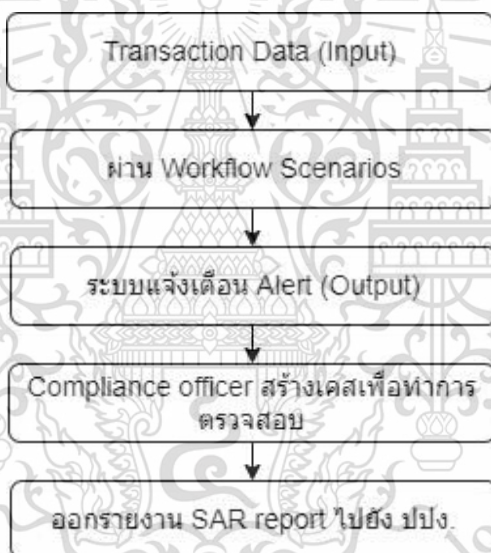 Transaction Data (Input)
ผ่าน Workflow Scenarios
ระบบแจ้งเตือน Alert (Output)
Compliance officer สร้างเคสเพื่อทำการ
ตรวจสอบ
ออกรายงาน SAR report ไปยัง ปปง.